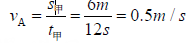 v_A = s_甲 / t_甲 = 6m / 12s = 0.5m / s